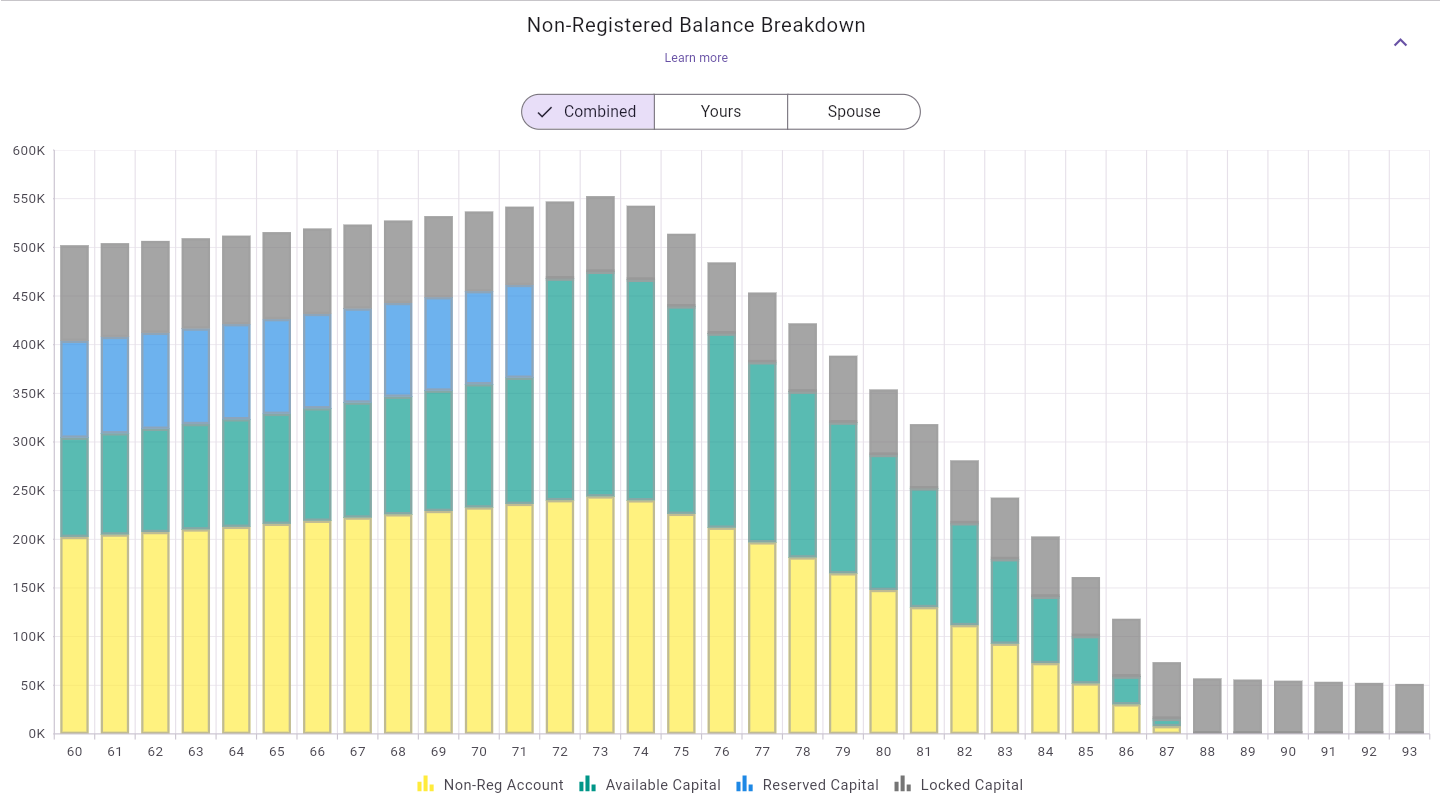 Non-Registered Balance Breakdown
Learn more
Combined Yours Spouse
600K
550K
500K
450K
400K
350K
300K
250K
200K
150K
100K
50K
0K
60 61 62 63 64 65 66 67 68 69 70 71 72 73 74 75 76 77 78 79 80 81 82 83 84 85 86 87 88 89 90 91 92 93
Non-Reg Account Available Capital Reserved Capital Locked Capital